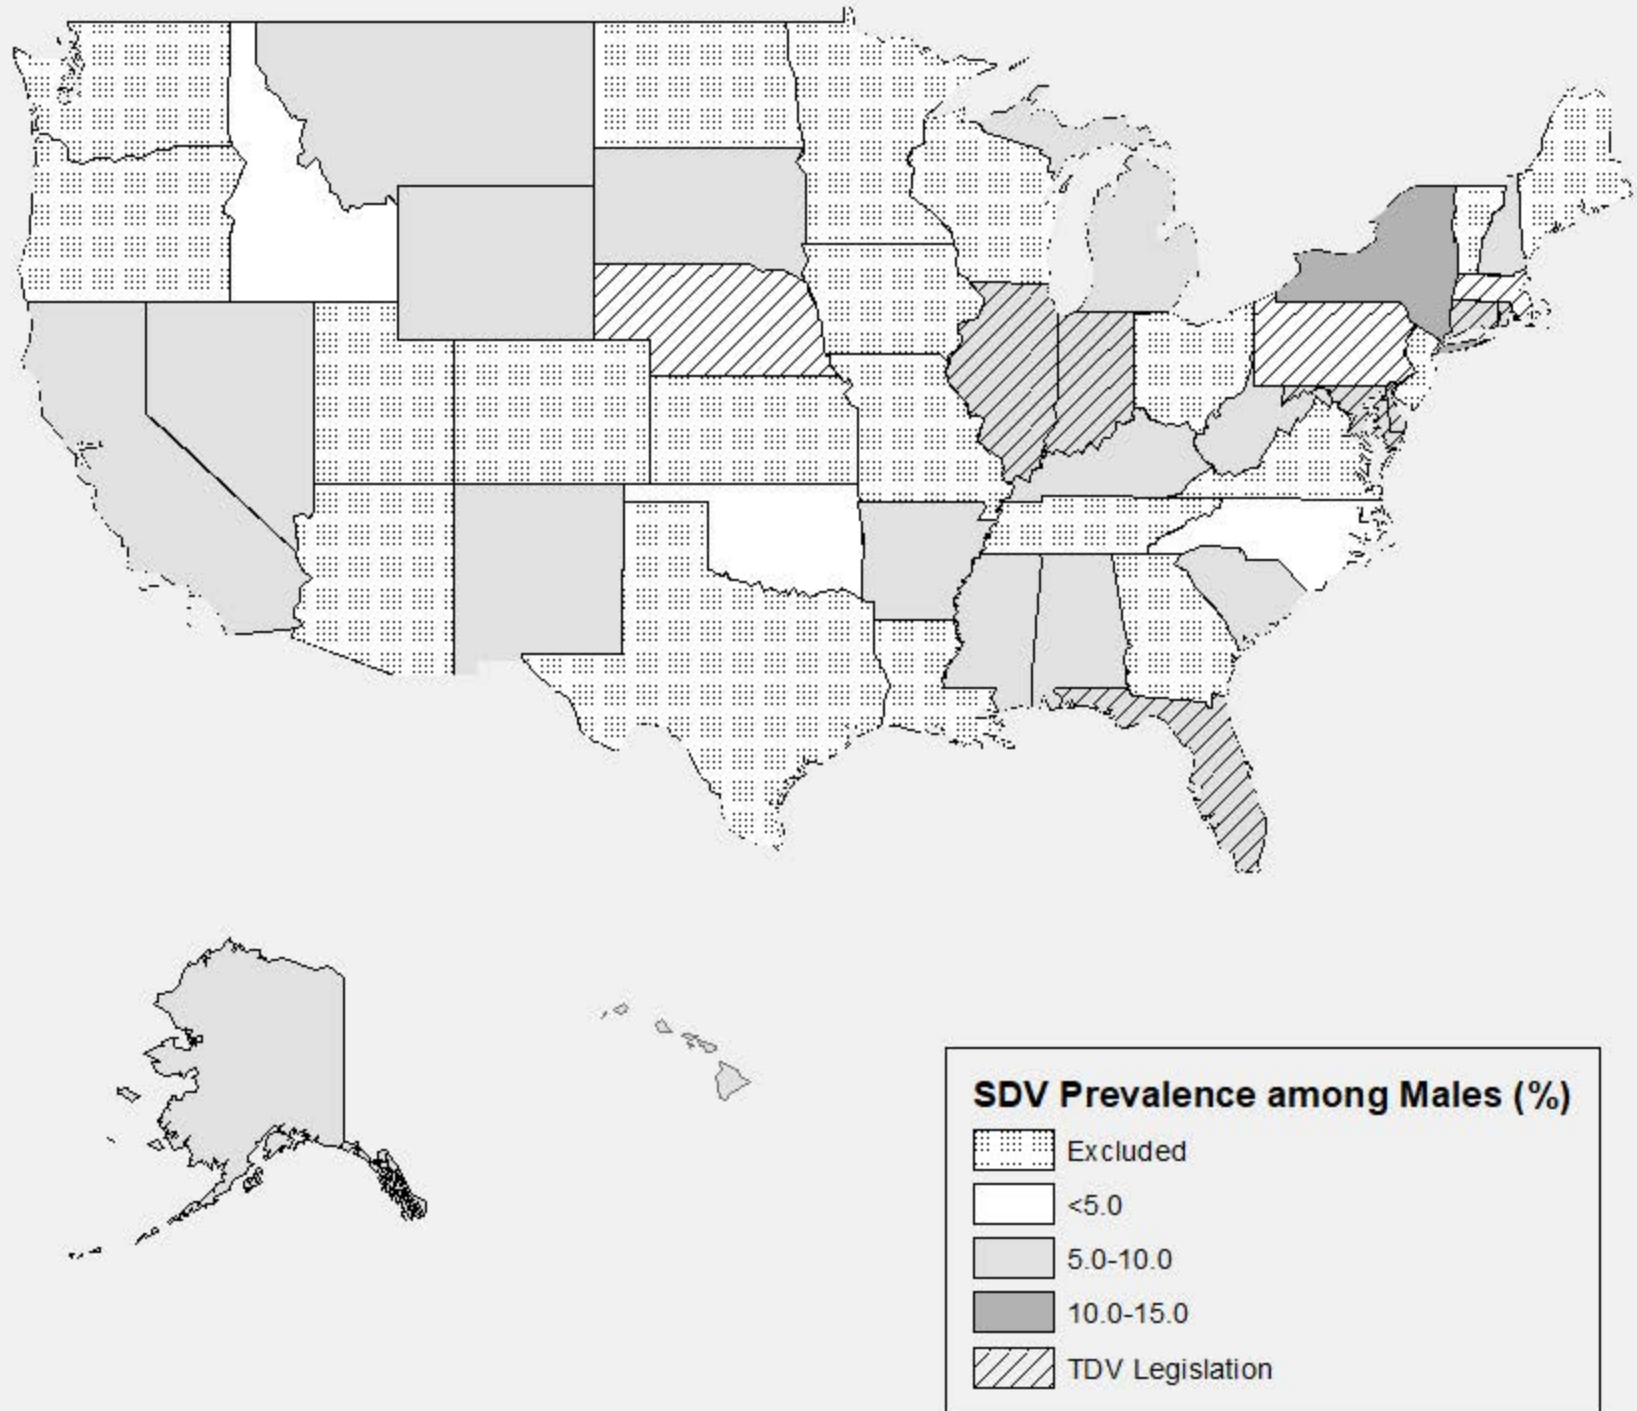 SDV Prevalence among Males (%)
Excluded
<5.0
5.0-10.0
10.0-15.0
TDV Legislation